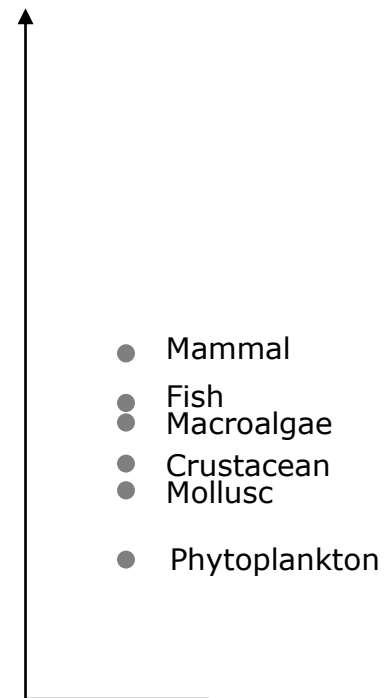 Mammal
Fish
Macroalgae
Crustacean
Mollusc
Phytoplankton